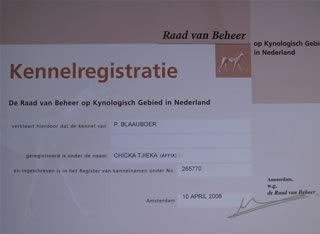 Raad van Beheer
op Kynologisch Gebied
in Nederland
Kennelregistratie
De Raad van Beheer op Kynologisch Gebied in Nederland
verklaart hierdoor dat de kennel van P. BLAAUBOER
geregistreerd is onder de naam CHICKA TJIEKA (AFFIX)
en ingeschreven is in het Register van kennelnamen onder No. 265770
Amsterdam 10 APRIL 2008
Amsterdam,
w.g.
de Raad van Beheer